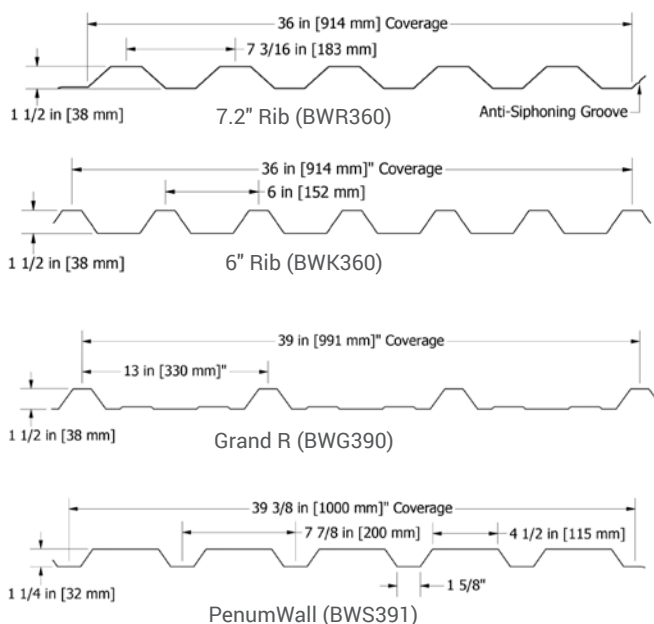 36 in [914 mm] Coverage
7 3/16 in [183 mm]
1 1/2 in [38 mm]
7.2" Rib (BWR360)
Anti-Siphoning Groove
36 in [914 mm]" Coverage
6 in [152 mm]
1 1/2 in [38 mm]
6" Rib (BWK360)
39 in [991 mm]" Coverage
13 in [330 mm]"
1 1/2 in [38 mm]
Grand R (BWG390)
39 3/8 in [1000 mm]" Coverage
7 7/8 in [200 mm]
4 1/2 in [115 mm]
1 1/4 in [32 mm]
1 5/8"
PenumWall (BWS391)